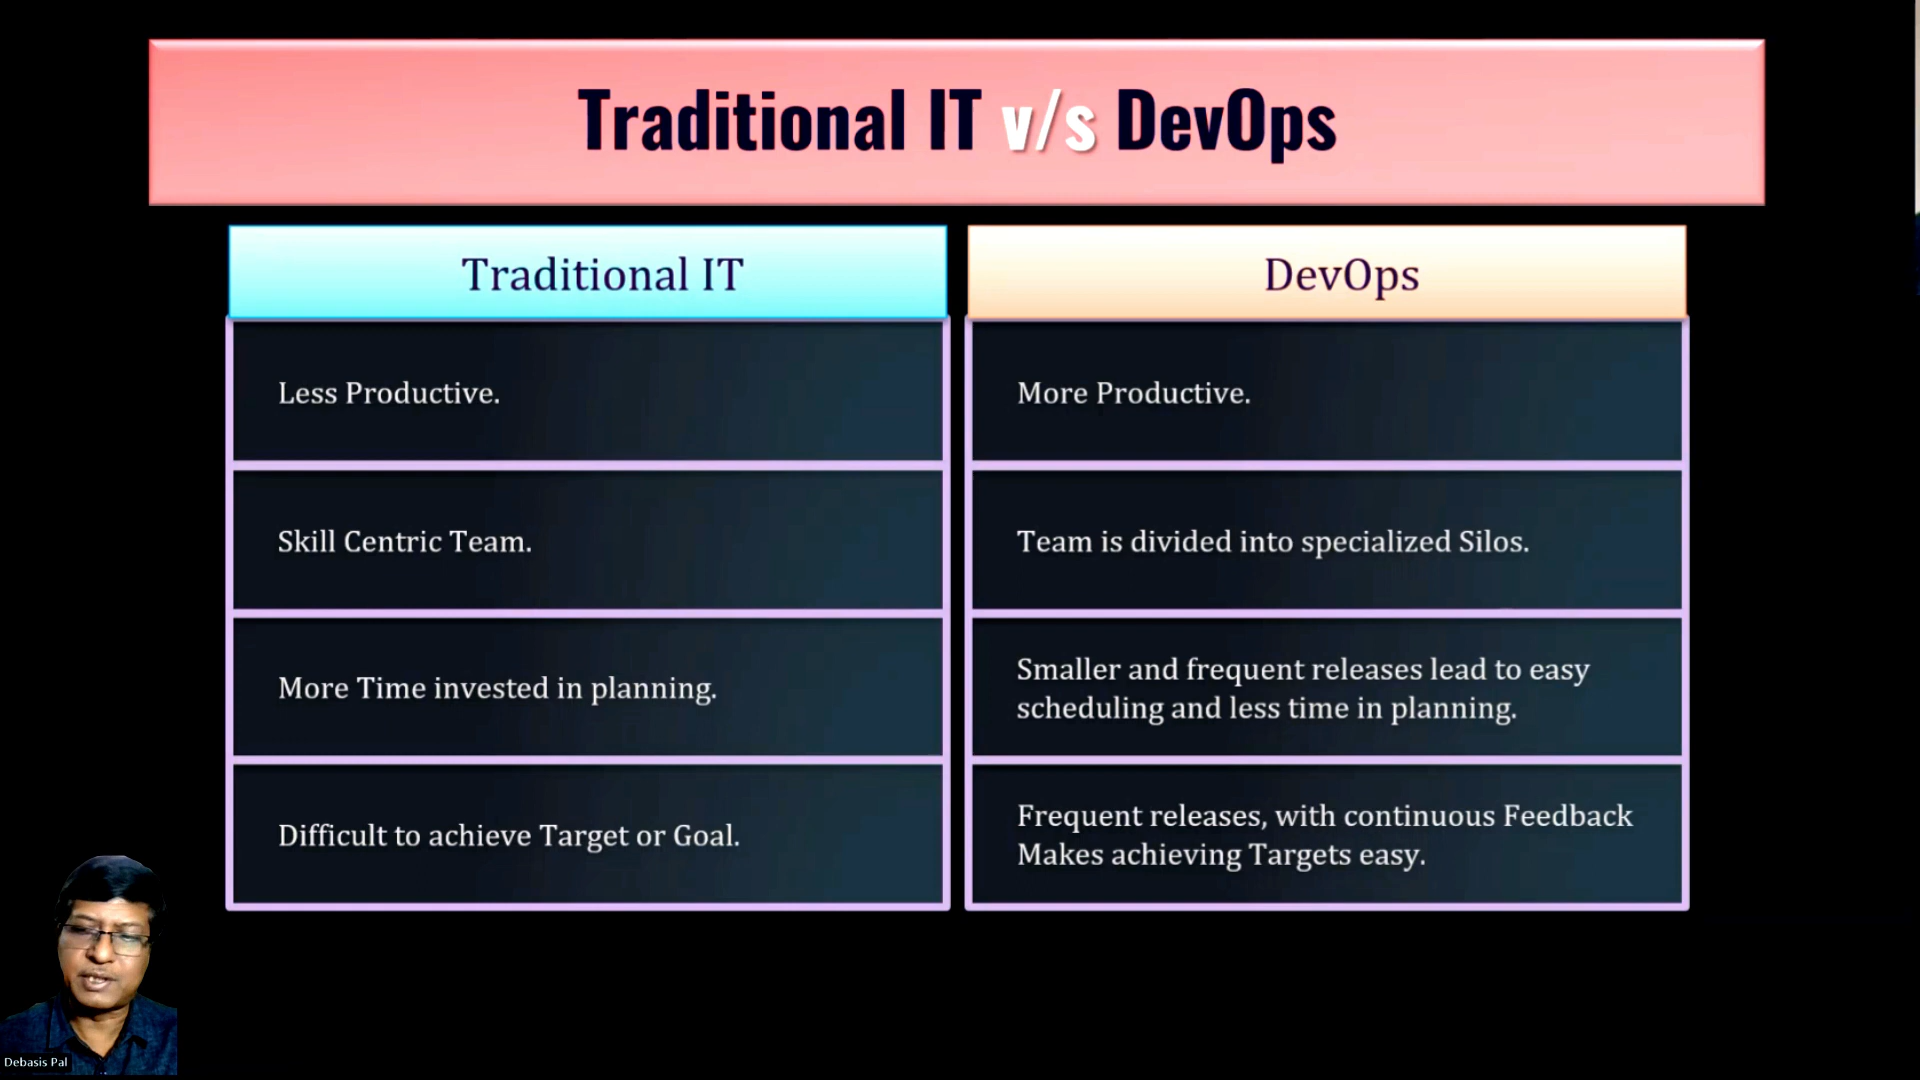 Traditional IT v/s DevOps
Traditional IT
DevOps
Less Productive.
More Productive.
Skill Centric Team.
Team is divided into specialized Silos.
More Time invested in planning.
Smaller and frequent releases lead to easy
scheduling and less time in planning.
Difficult to achieve Target or Goal.
Frequent releases, with continuous Feedback
Makes achieving Targets easy.
Debasis Pal